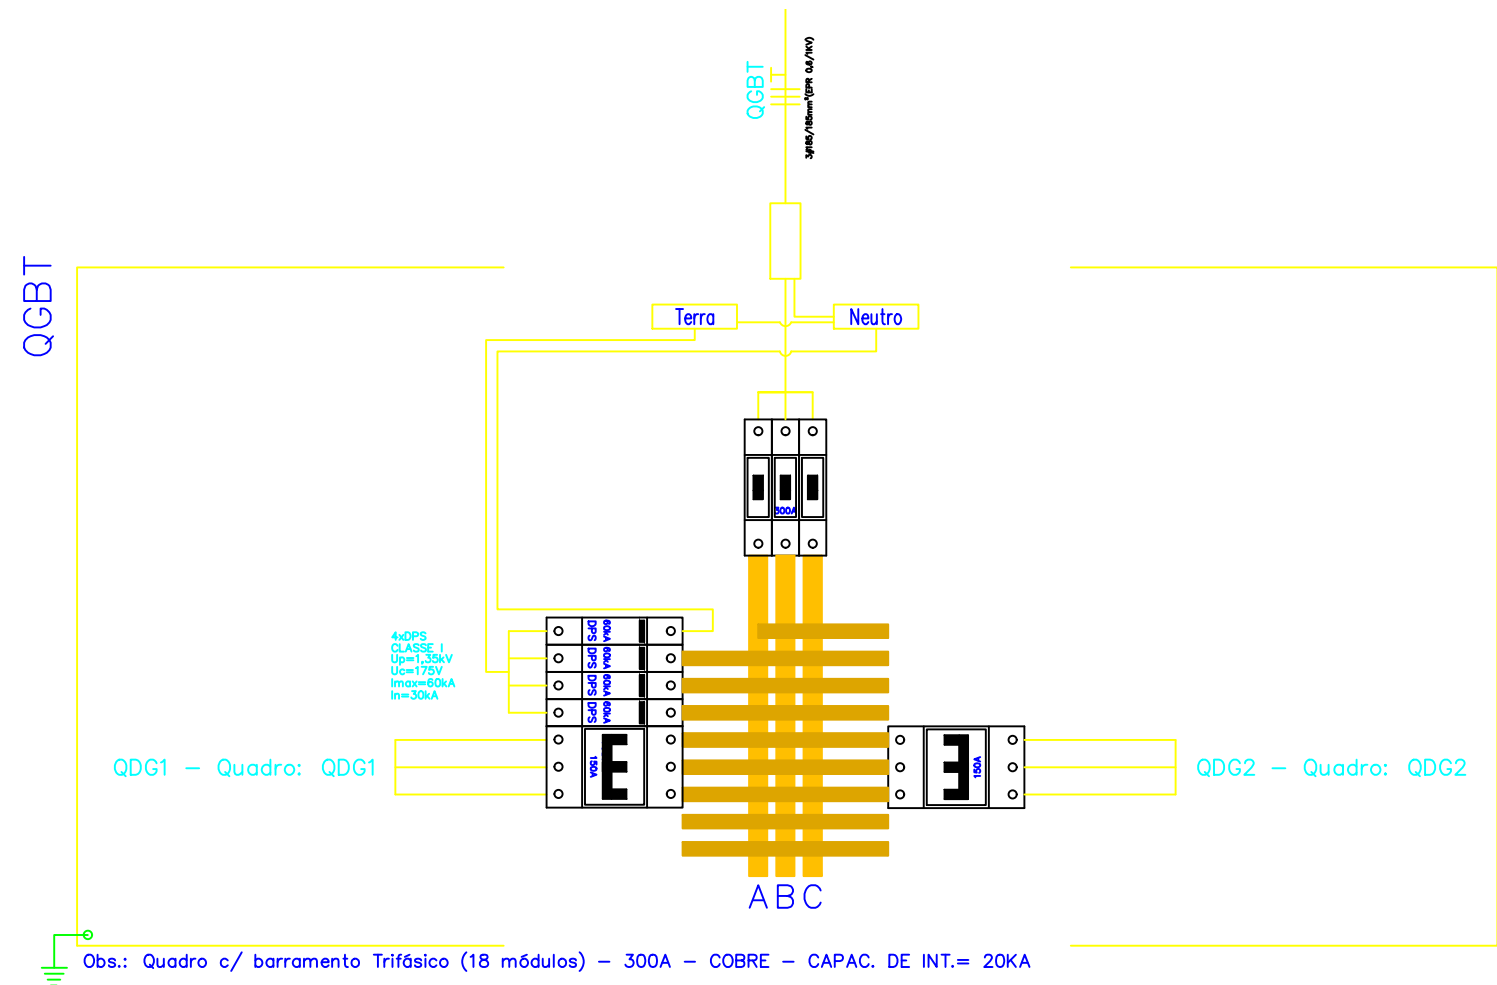 QGBT
3#185/185mm²(EPR 0,6/1KV)
QGBT
Terra
Neutro
300A
DPS 60kA
DPS 60kA
DPS 60kA
DPS 60kA
4xDPS
CLASSE I
Up=1,35kV
Uc=175V
Imax=60kA
In=30kA
150A
150A
QDG1 - Quadro: QDG1
QDG2 - Quadro: QDG2
A B C
Obs.: Quadro c/ barramento Trifásico (18 módulos) - 300A - COBRE - CAPAC. DE INT.= 20KA